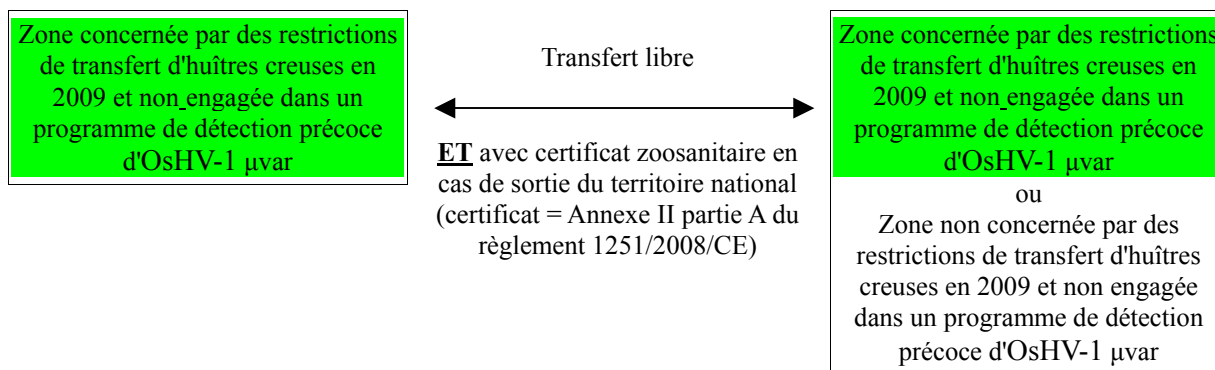 Zone concernée par des restrictions
de transfert d'huîtres creuses en
2009 et non engagée dans un
programme de détection précoce
d'OsHV-1 μvar
Transfert libre
ET avec certificat zoosanitaire en
cas de sortie du territoire national
(certificat = Annexe II partie A du
règlement 1251/2008/CE)
Zone concernée par des restrictions
de transfert d'huîtres creuses en
2009 et non engagée dans un
programme de détection précoce
d'OsHV-1 μvar
ou
Zone non concernée par des
restrictions de transfert d'huîtres
creuses en 2009 et non engagée
dans un programme de détection
précoce d'OsHV-1 μvar